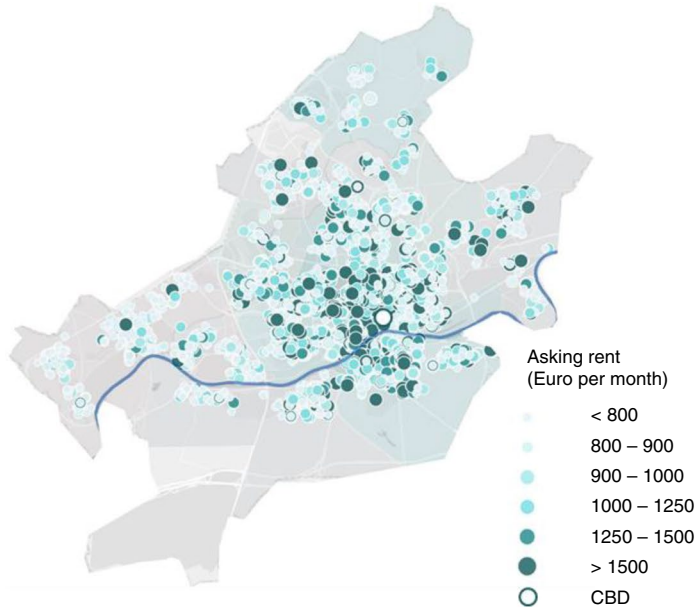 Asking rent
(Euro per month)
< 800
800 – 900
900 – 1000
1000 – 1250
1250 – 1500
> 1500
CBD